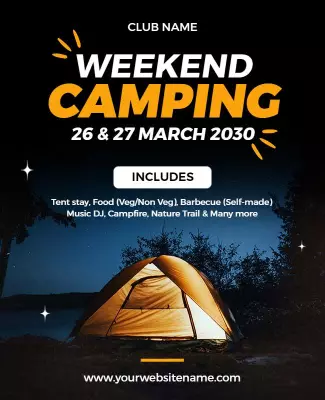 CLUB NAME
WEEKEND
CAMPING
26 & 27 MARCH 2030
INCLUDES
Tent stay, Food (Veg/Non Veg), Barbecue (Self-made)
Music DJ, Campfire, Nature Trail & Many more
www.yourwebsitename.com